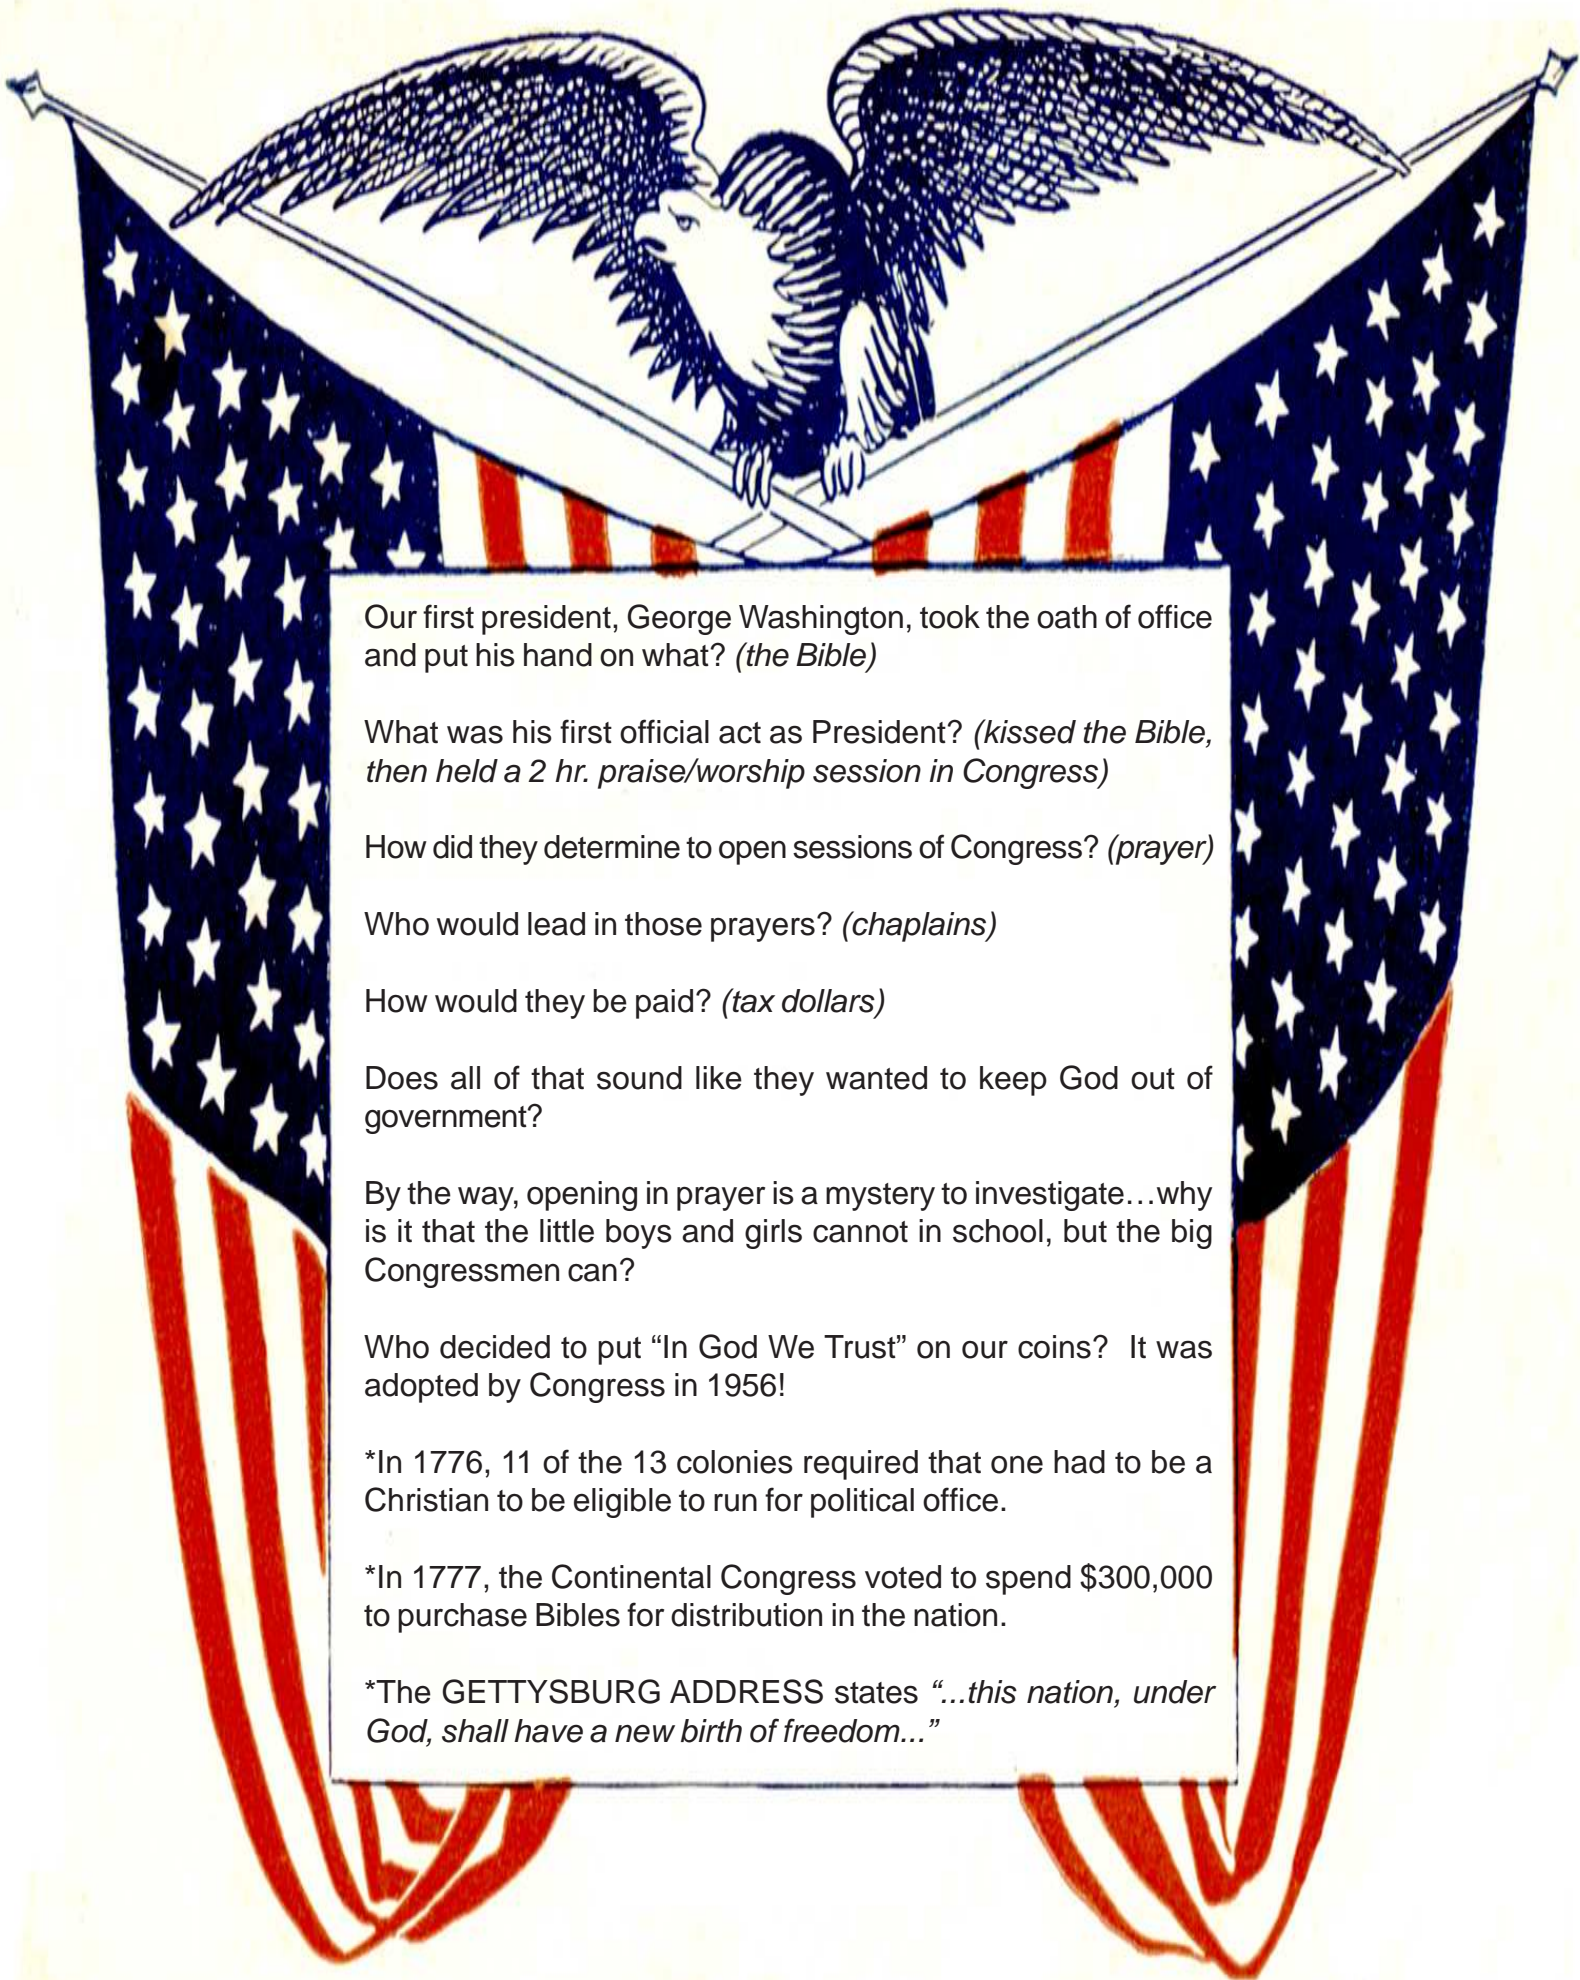 Our first president, George Washington, took the oath of office
and put his hand on what? (the Bible)
What was his first official act as President? (kissed the Bible,
then held a 2 hr. praise/worship session in Congress)
How did they determine to open sessions of Congress? (prayer)
Who would lead in those prayers? (chaplains)
How would they be paid? (tax dollars)
Does all of that sound like they wanted to keep God out of
government?
By the way, opening in prayer is a mystery to investigate…why
is it that the little boys and girls cannot in school, but the big
Congressmen can?
Who decided to put “In God We Trust” on our coins?  It was
adopted by Congress in 1956!
*In 1776, 11 of the 13 colonies required that one had to be a
Christian to be eligible to run for political office.
*In 1777, the Continental Congress voted to spend $300,000
to purchase Bibles for distribution in the nation.
*The GETTYSBURG ADDRESS states “...this nation, under
God, shall have a new birth of freedom...”